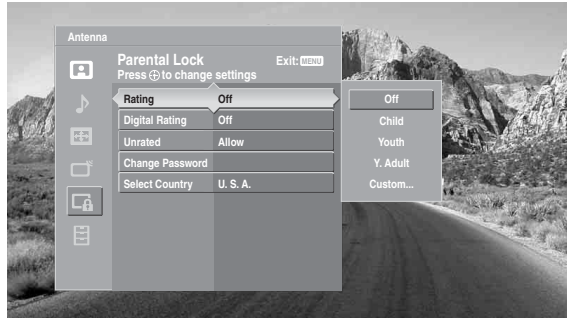 Antenna
Parental Lock Exit: MENU
Press to change settings
Rating Off
Digital Rating Off
Unrated Allow
Change Password
Select Country U. S. A.
Off
Child
Youth
Y. Adult
Custom...